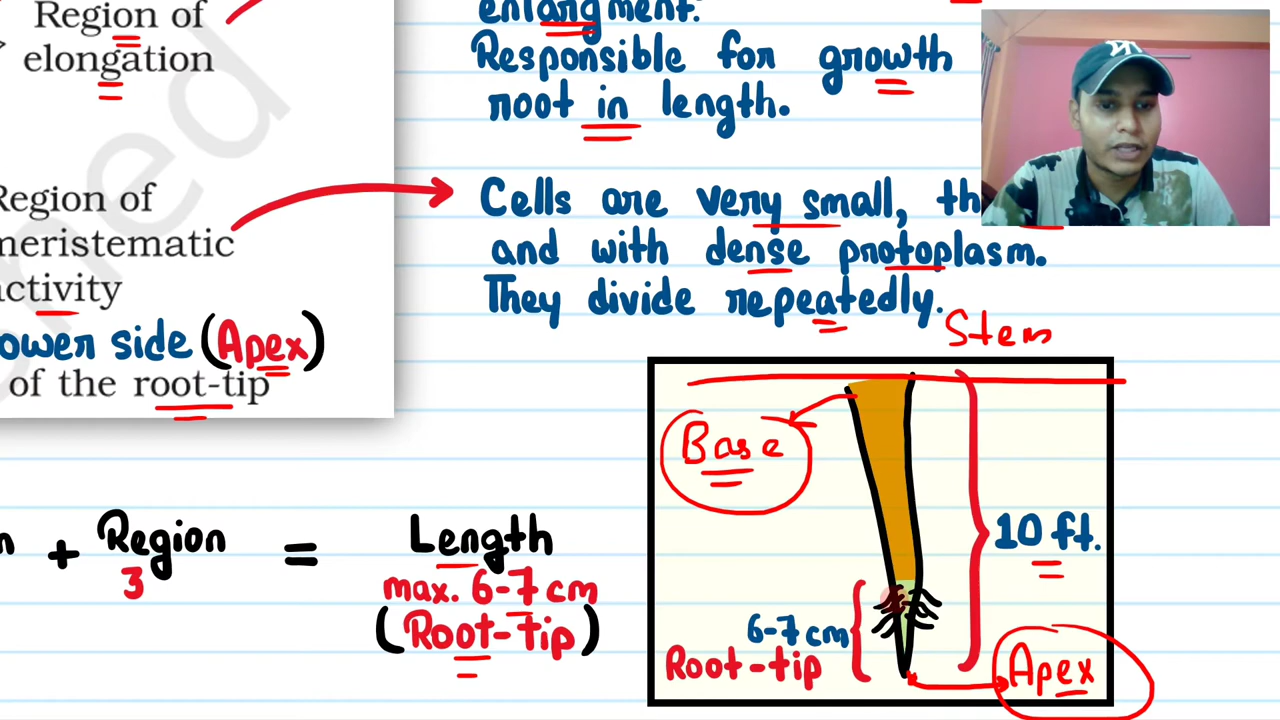 Region of
elongation
Region of
meristematic
activity
lower side (Apex)
of the root-tip
enlargment.
Responsible for growth
root in length.
Cells are very small,
and with dense protoplasm.
They divide repeatedly.
+ Region
3
= Length
max. 6-7 cm
(Root-tip)
Stem
Base
10 ft.
6-7 cm
Root-tip
Apex